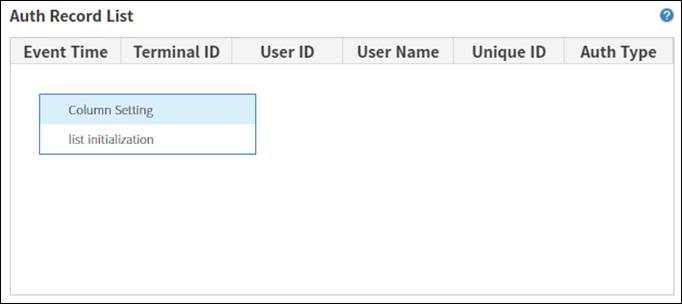 Auth Record List
?
Event Time Terminal ID User ID User Name Unique ID Auth Type
Column Setting
list initialization